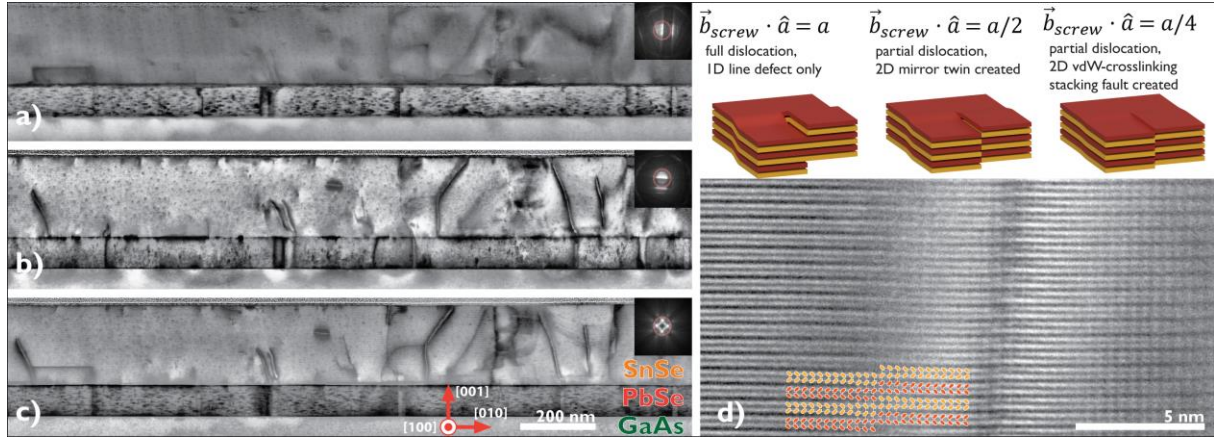 a)
b)
c)
SnSe
PbSe
GaAs
[001]
[010]
[100]
200 nm
b⃗screw · â = a
full dislocation,
1D line defect only
b⃗screw · â = a/2
partial dislocation,
2D mirror twin created
b⃗screw · â = a/4
partial dislocation,
2D vdW-crosslinking
stacking fault created
d)
5 nm